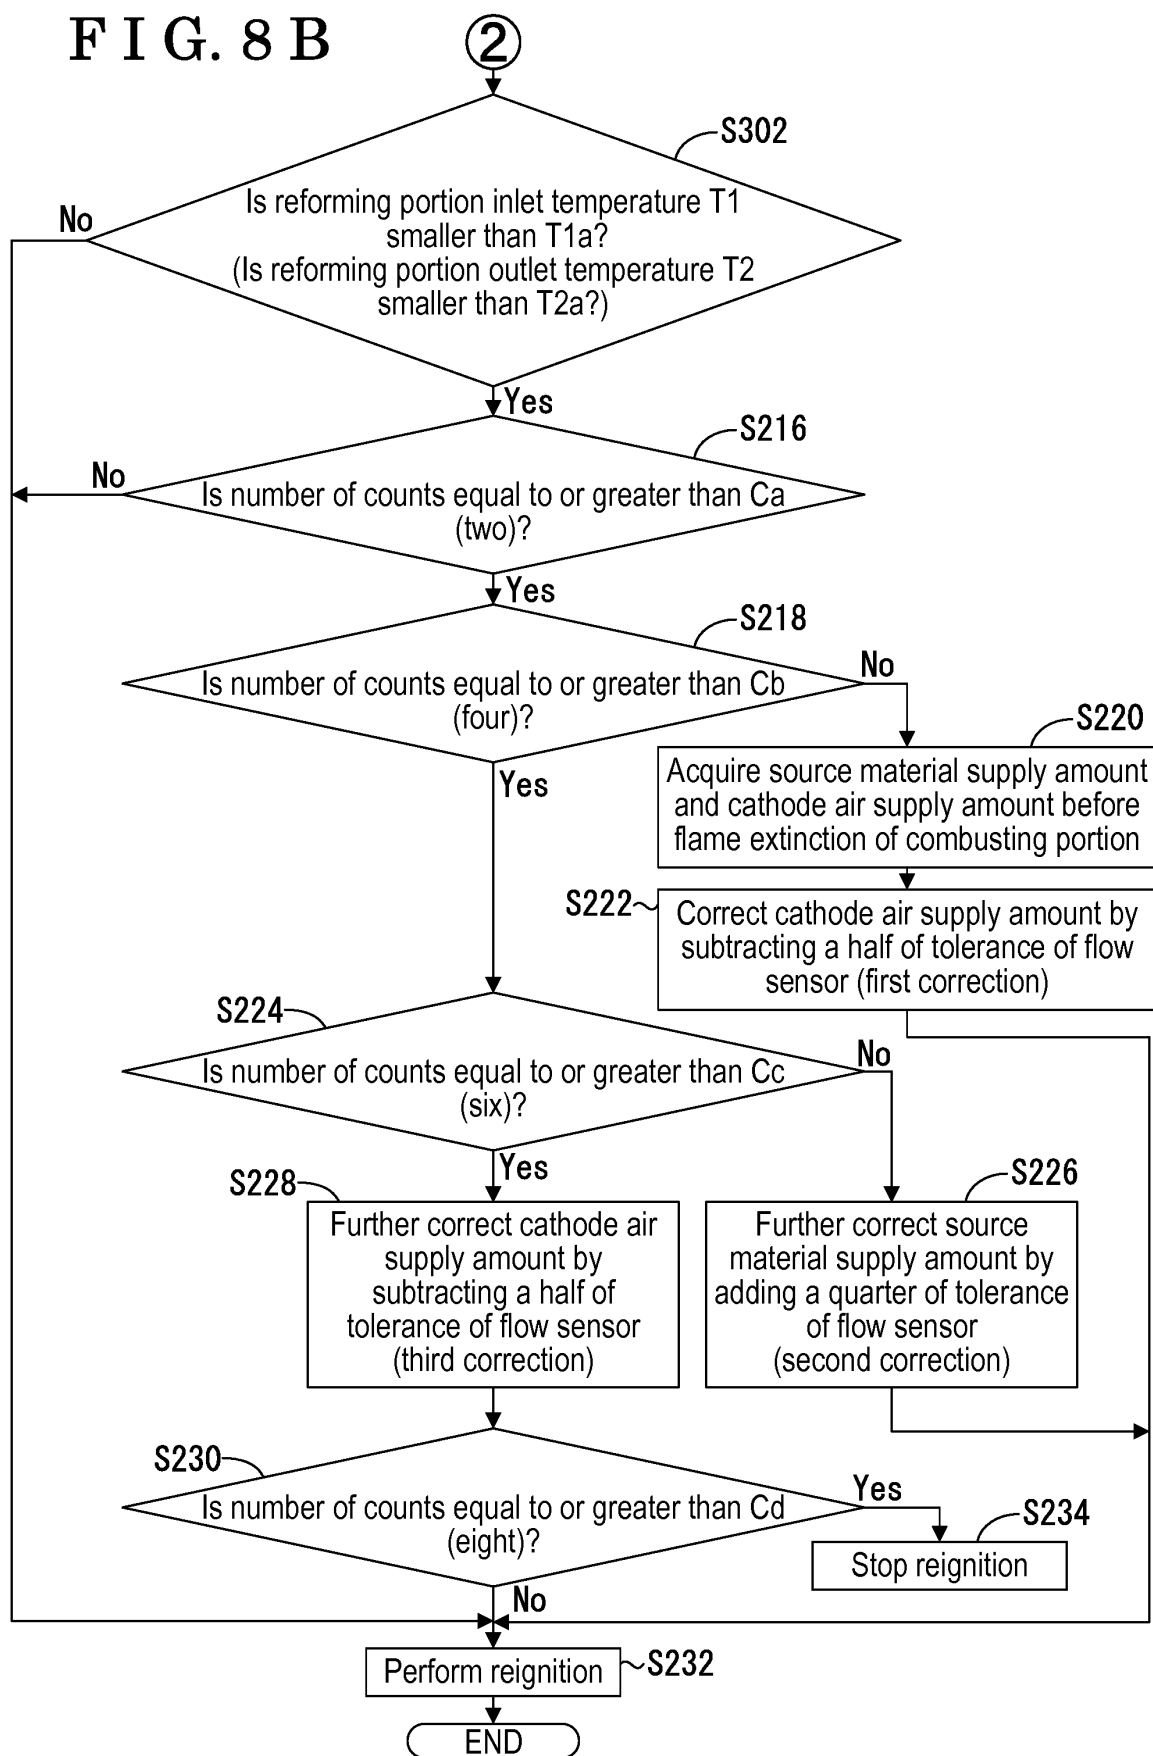 FIG. 8B
2
S302
Is reforming portion inlet temperature T1
smaller than T1a?
(Is reforming portion outlet temperature T2
smaller than T2a?)
No
Yes
S216
No
Is number of counts equal to or greater than Ca
(two)?
Yes
S218
No
Is number of counts equal to or greater than Cb
(four)?
Yes
S220
Acquire source material supply amount
and cathode air supply amount before
flame extinction of combusting portion
S222
Correct cathode air supply amount by
subtracting a half of tolerance of flow
sensor (first correction)
S224
No
Is number of counts equal to or greater than Cc
(six)?
Yes
S228
Further correct cathode air
supply amount by
subtracting a half of
tolerance of flow sensor
(third correction)
S226
Further correct source
material supply amount by
adding a quarter of tolerance
of flow sensor
(second correction)
S230
Yes
Is number of counts equal to or greater than Cd
(eight)?
S234
Stop reignition
No
Perform reignition
S232
END